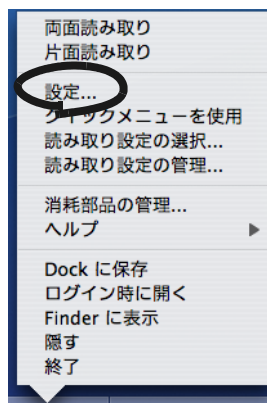 両面読み取り
片面読み取り
設定...
クイックメニューを使用
読み取り設定の選択...
読み取り設定の管理...
消耗部品の管理...
ヘルプ
Dock に保存
ログイン時に開く
Finder に表示
隠す
終了